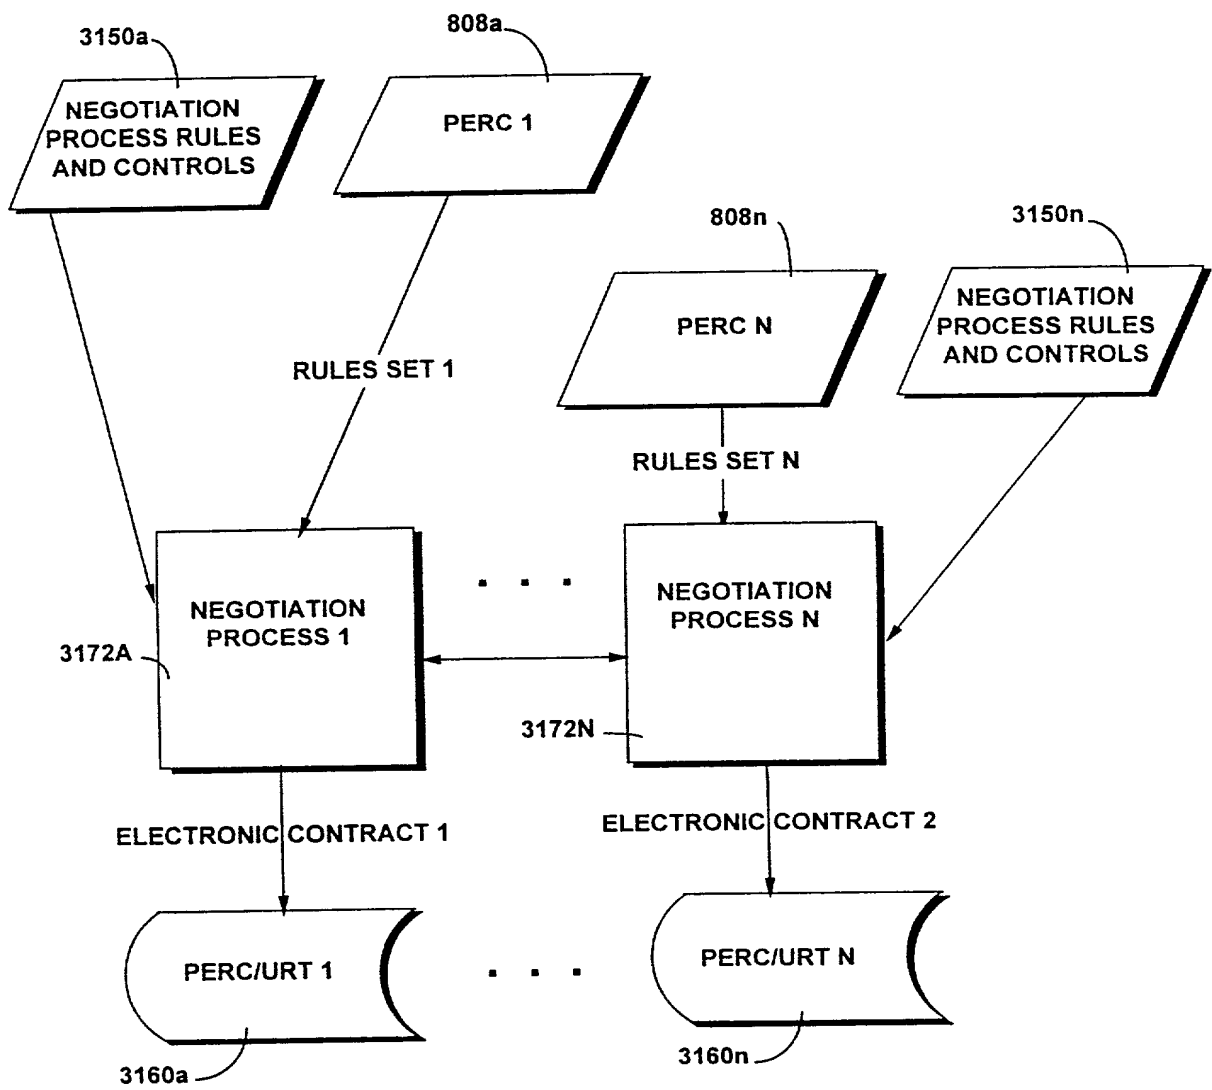 3150a
808a
NEGOTIATION
PROCESS RULES
AND CONTROLS
PERC 1
808n
3150n
PERC N
NEGOTIATION
PROCESS RULES
AND CONTROLS
RULES SET 1
RULES SET N
NEGOTIATION
PROCESS 1
NEGOTIATION
PROCESS N
3172A
3172N
ELECTRONIC CONTRACT 1
ELECTRONIC CONTRACT 2
PERC/URT 1
PERC/URT N
3160a
3160n